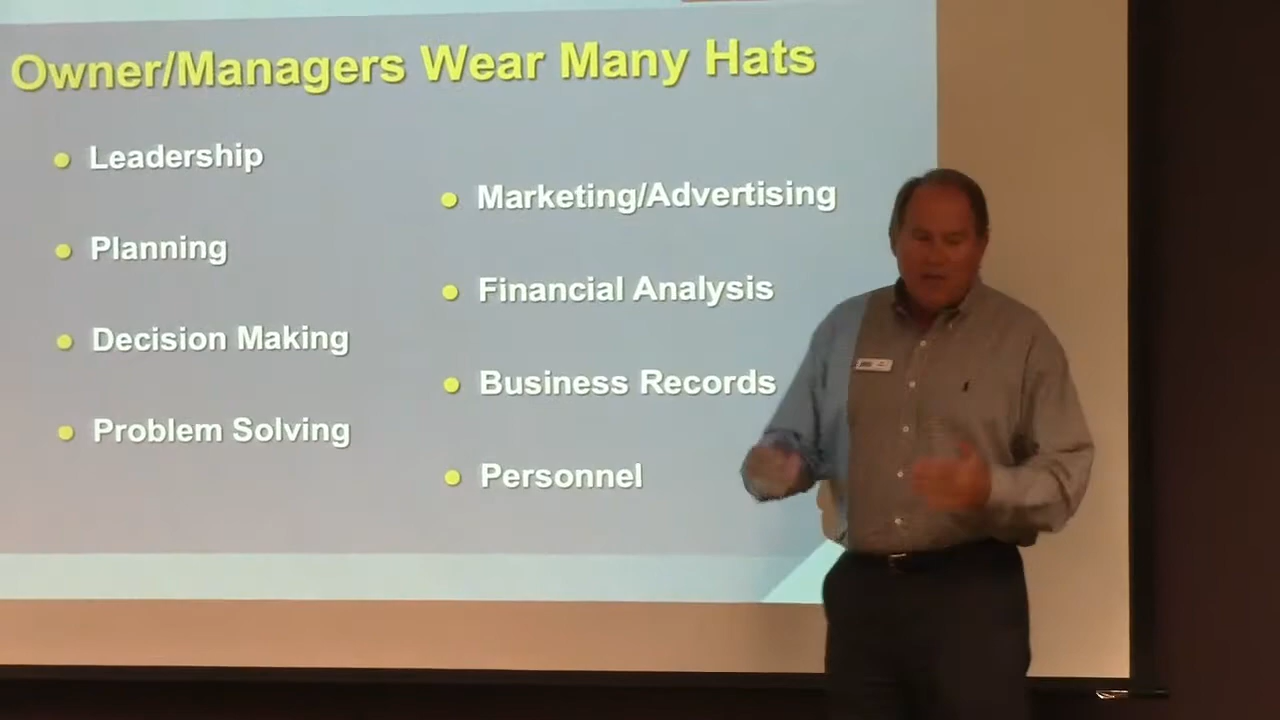 Owner/Managers Wear Many Hats
Leadership
Planning
Decision Making
Problem Solving
Marketing/Advertising
Financial Analysis
Business Records
Personnel